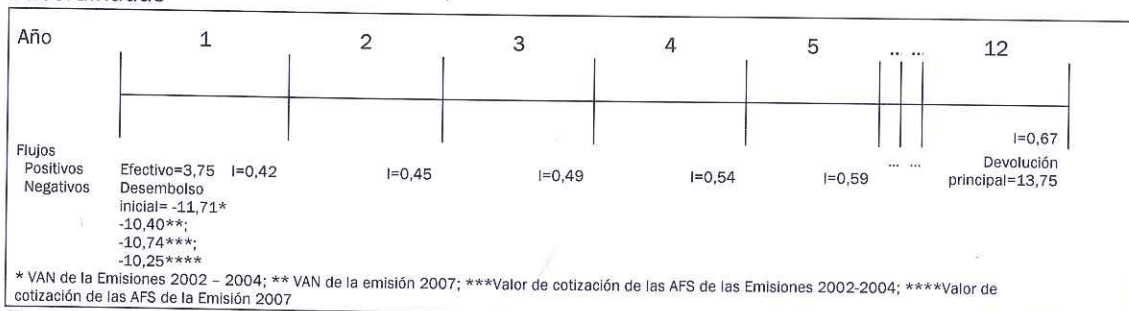 Año 1 2 3 4 5 ... ... 12
I=0,67
Flujos
Positivos Efectivo=3,75 I=0,42 I=0,45 I=0,49 I=0,54 I=0,59 ... ... Devolución
Negativos Desembolso principal=13,75
inicial= -11,71*
-10,40**;
-10,74***;
-10,25****
* VAN de la Emisiones 2002 – 2004; ** VAN de la emisión 2007; ***Valor de cotización de las AFS de las Emisiones 2002-2004; ****Valor de
cotización de las AFS de la Emisión 2007